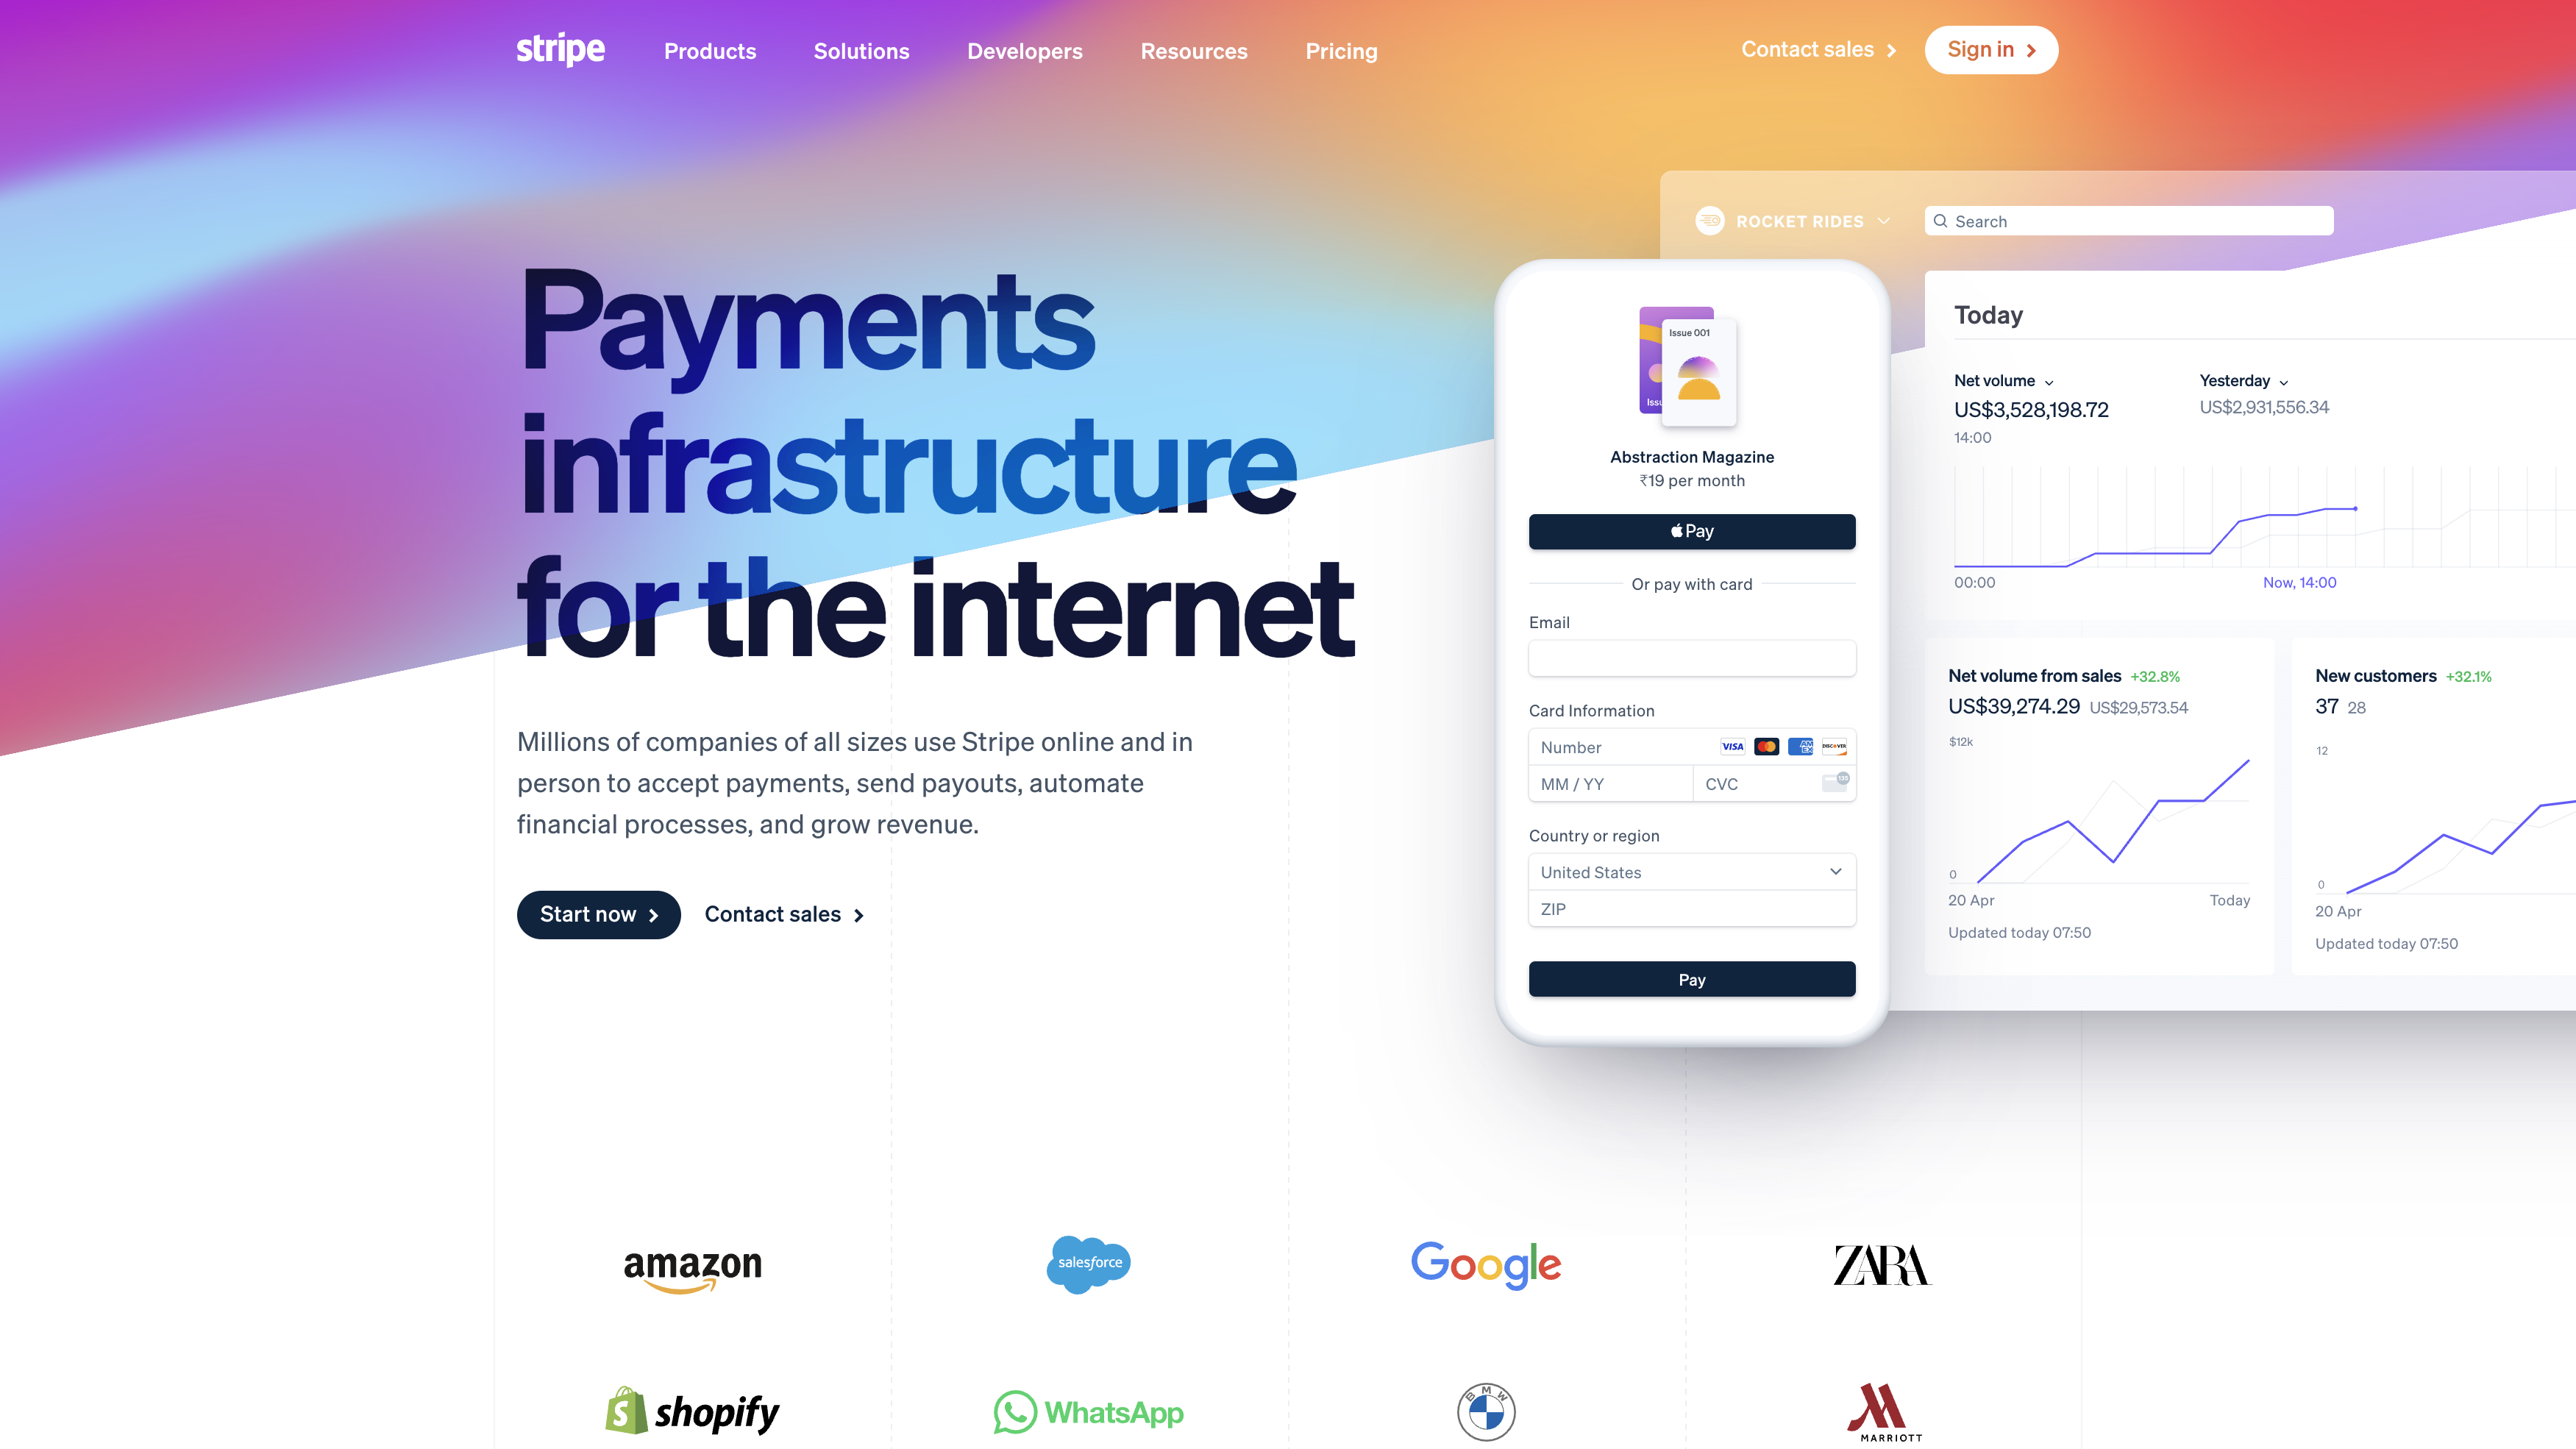 stripe
Products
Solutions
Developers
Resources
Pricing
Contact sales
Sign in
Payments
infrastructure
for the internet
Millions of companies of all sizes use Stripe online and in
person to accept payments, send payouts, automate
financial processes, and grow revenue.
Start now
Contact sales
Issue 001
Abstraction Magazine
₹19 per month
Pay
Or pay with card
Email
Card Information
Number
VISA
AMEX
DISCOVER
MM / YY
CVC
Country or region
United States
ZIP
Pay
ROCKET RIDES
Search
Today
Net volume
US$3,528,198.72
14:00
Yesterday
US$2,931,556.34
00:00
Now, 14:00
Net volume from sales +32.8%
US$39,274.29 US$29,573.54
$12k
0
20 Apr
Today
Updated today 07:50
New customers +32.1%
37 28
12
0
20 Apr
Updated today 07:50
amazon
salesforce
Google
ZARA
shopify
WhatsApp
BMW
MARRIOTT